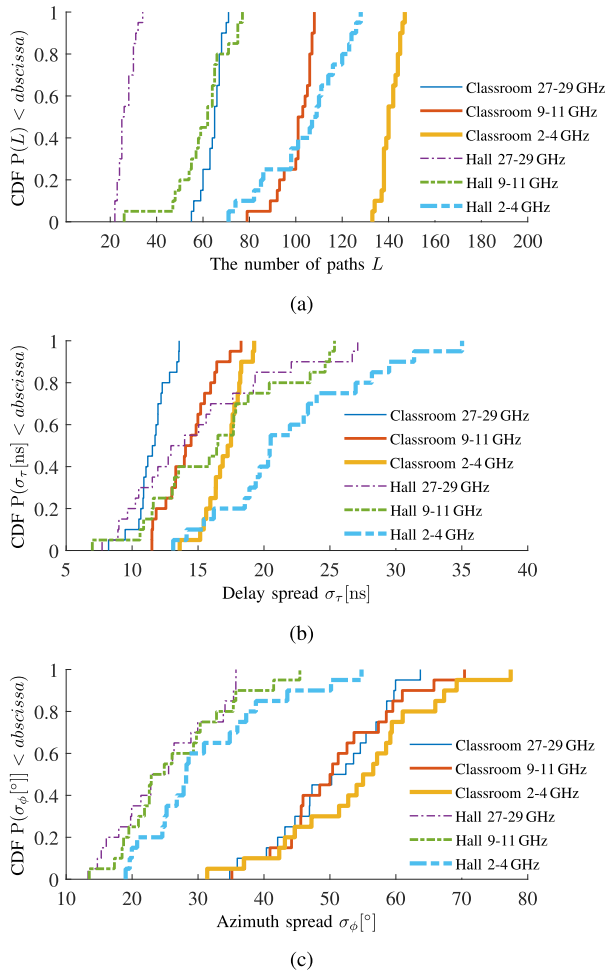 CDF P(L) < abscissa)
1
0.8
0.6
0.4
0.2
0
Classroom 27-29 GHz
Classroom 9-11 GHz
Classroom 2-4 GHz
Hall 27-29 GHz
Hall 9-11 GHz
Hall 2-4 GHz
20 40 60 80 100 120 140 160 180 200
The number of paths L
(a)
CDF P(σ_τ[ns] < abscissa)
1
0.8
0.6
0.4
0.2
0
Classroom 27-29 GHz
Classroom 9-11 GHz
Classroom 2-4 GHz
Hall 27-29 GHz
Hall 9-11 GHz
Hall 2-4 GHz
5 10 15 20 25 30 35 40
Delay spread σ_τ[ns]
(b)
CDF P(σ_ϕ[°]] < abscissa)
1
0.8
0.6
0.4
0.2
0
Classroom 27-29 GHz
Classroom 9-11 GHz
Classroom 2-4 GHz
Hall 27-29 GHz
Hall 9-11 GHz
Hall 2-4 GHz
10 20 30 40 50 60 70 80
Azimuth spread σ_ϕ[°]
(c)